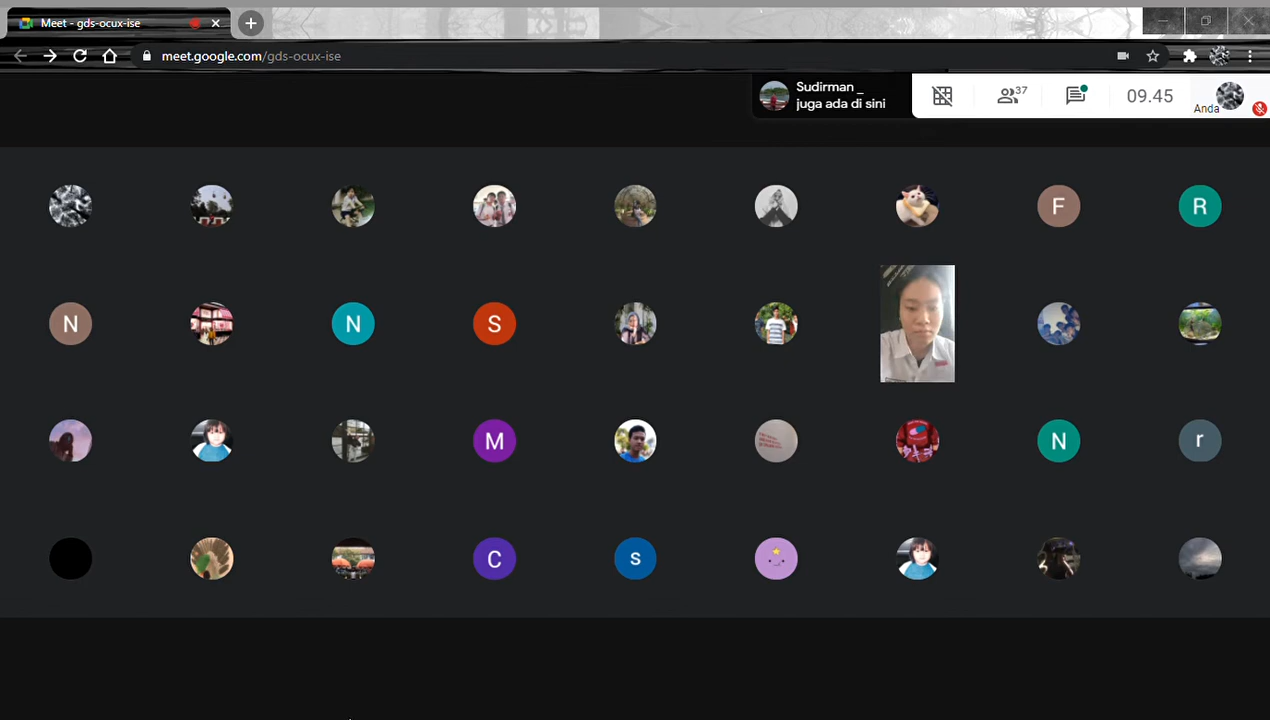 Meet - gds-ocux-ise
meet.google.com/gds-ocux-ise
Sudirman _
juga ada di sini
37
09.45
Anda
F
R
N
N
S
M
N
r
C
s